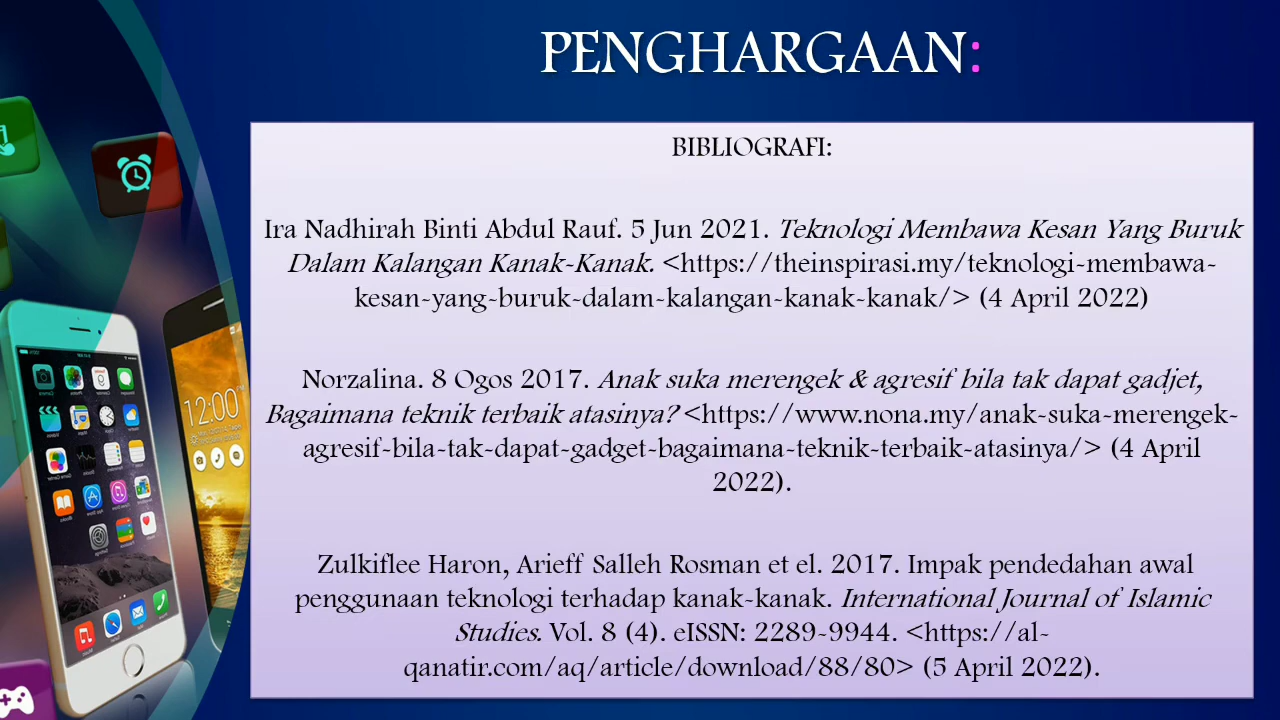 PENGHARGAAN:
BIBLIOGRAFI:
Ira Nadhirah Binti Abdul Rauf. 5 Jun 2021. Teknologi Membawa Kesan Yang Buruk
Dalam Kalangan Kanak-Kanak. <https://theinspirasi.my/teknologi-membawa-
kesan-yang-buruk-dalam-kalangan-kanak-kanak/> (4 April 2022)
Norzalina. 8 Ogos 2017. Anak suka merengek & agresif bila tak dapat gadjet,
Bagaimana teknik terbaik atasinya? <https://www.nona.my/anak-suka-merengek-
agresif-bila-tak-dapat-gadget-bagaimana-teknik-terbaik-atasinya/> (4 April
2022).
Zulkiflee Haron, Arieff Salleh Rosman et el. 2017. Impak pendedahan awal
penggunaan teknologi terhadap kanak-kanak. International Journal of Islamic
Studies. Vol. 8 (4). eISSN: 2289-9944. <https://al-
qanatir.com/aq/article/download/88/80> (5 April 2022).
12:00